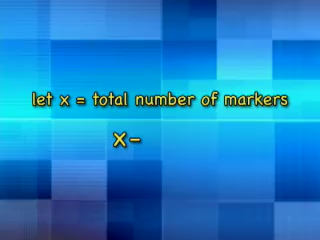 let x = total number of markers
x-